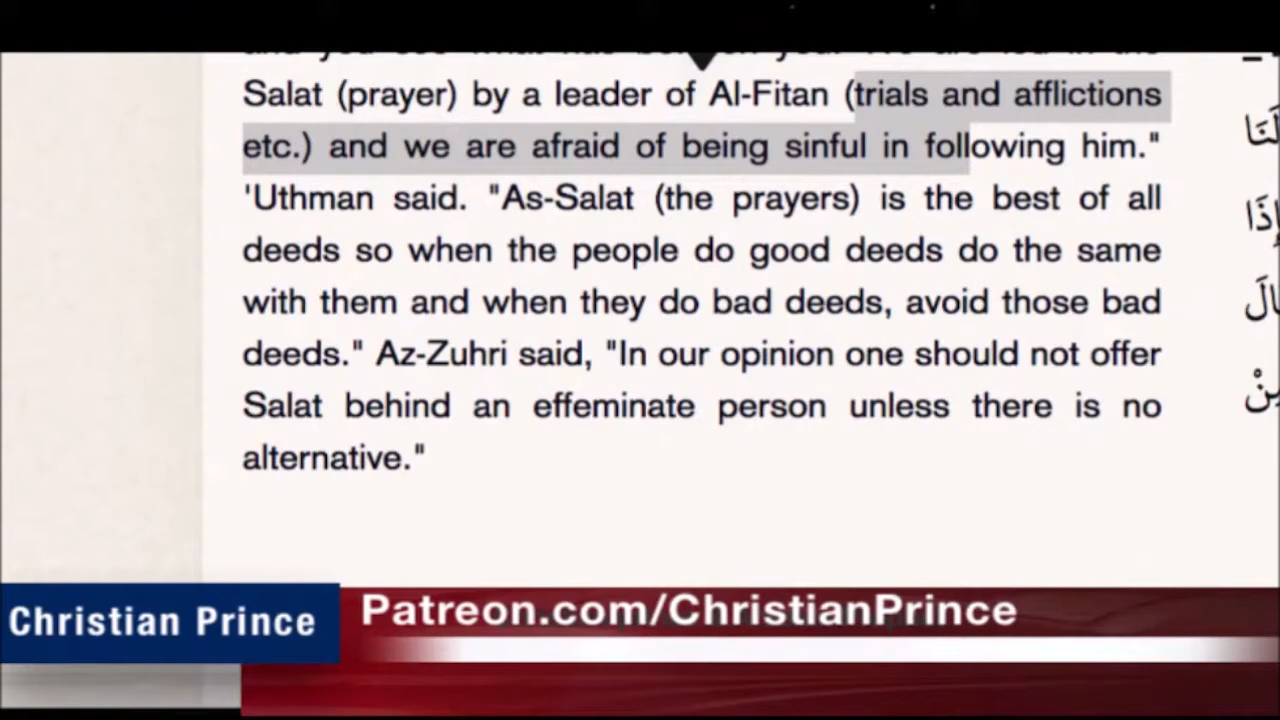 Salat (prayer) by a leader of Al-Fitan (trials and afflictions
etc.) and we are afraid of being sinful in following him."
'Uthman said. "As-Salat (the prayers) is the best of all
deeds so when the people do good deeds do the same
with them and when they do bad deeds, avoid those bad
deeds." Az-Zuhri said, "In our opinion one should not offer
Salat behind an effeminate person unless there is no
alternative."
Christian Prince
Patreon.com/ChristianPrince